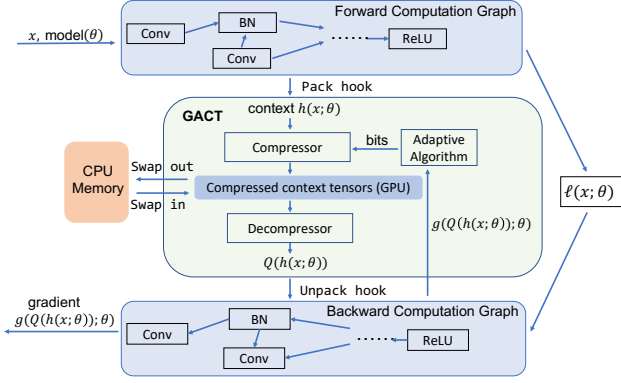 Forward Computation Graph
x, model(θ)
Conv
BN
Conv
······
ReLU
Pack hook
GACT
context h(x; θ)
Compressor
bits
Adaptive
Algorithm
CPU
Memory
Swap out
Swap in
Compressed context tensors (GPU)
Decompressor
Q(h(x; θ))
g(Q(h(x; θ)); θ)
ℓ(x; θ)
Unpack hook
gradient
g(Q(h(x; θ)); θ)
Backward Computation Graph
Conv
BN
Conv
······
ReLU